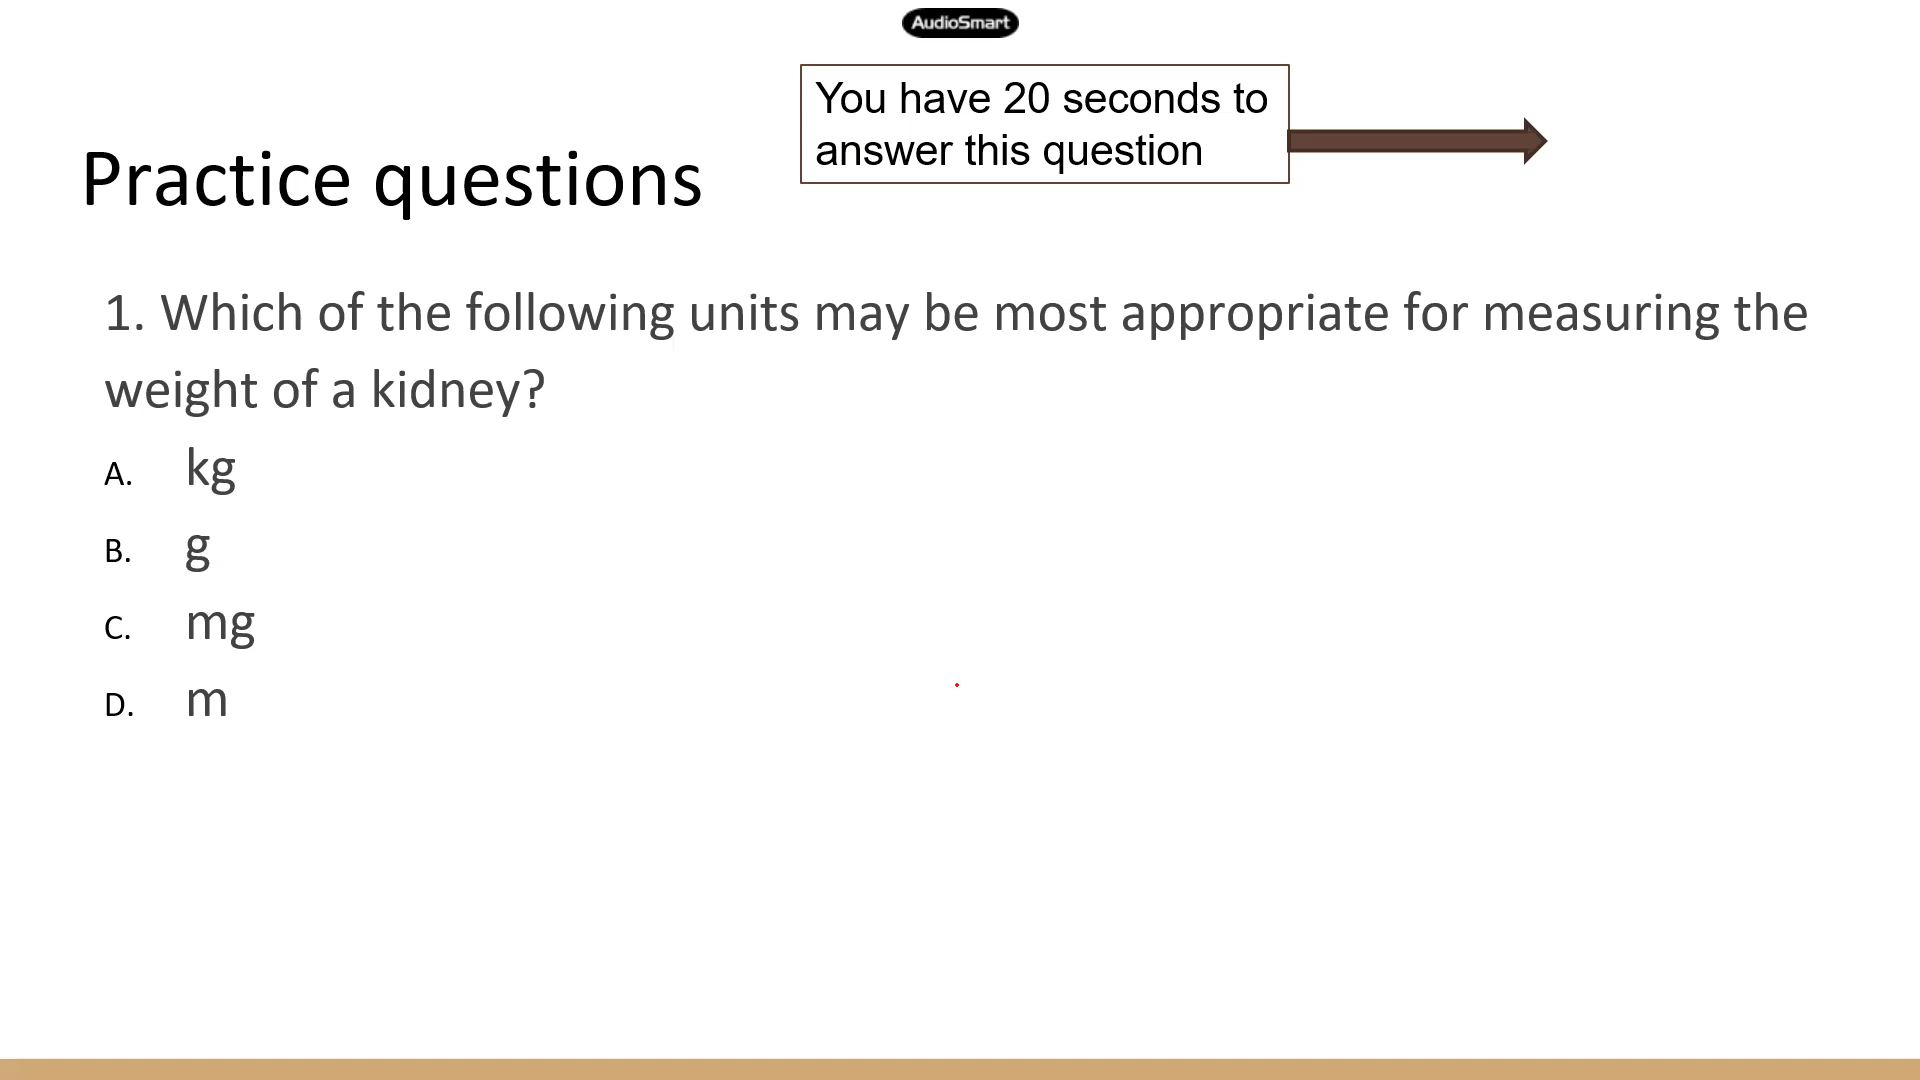 AudioSmart
You have 20 seconds to
answer this question
Practice questions
1. Which of the following units may be most appropriate for measuring the
weight of a kidney?
A. kg
B. g
C. mg
D. m